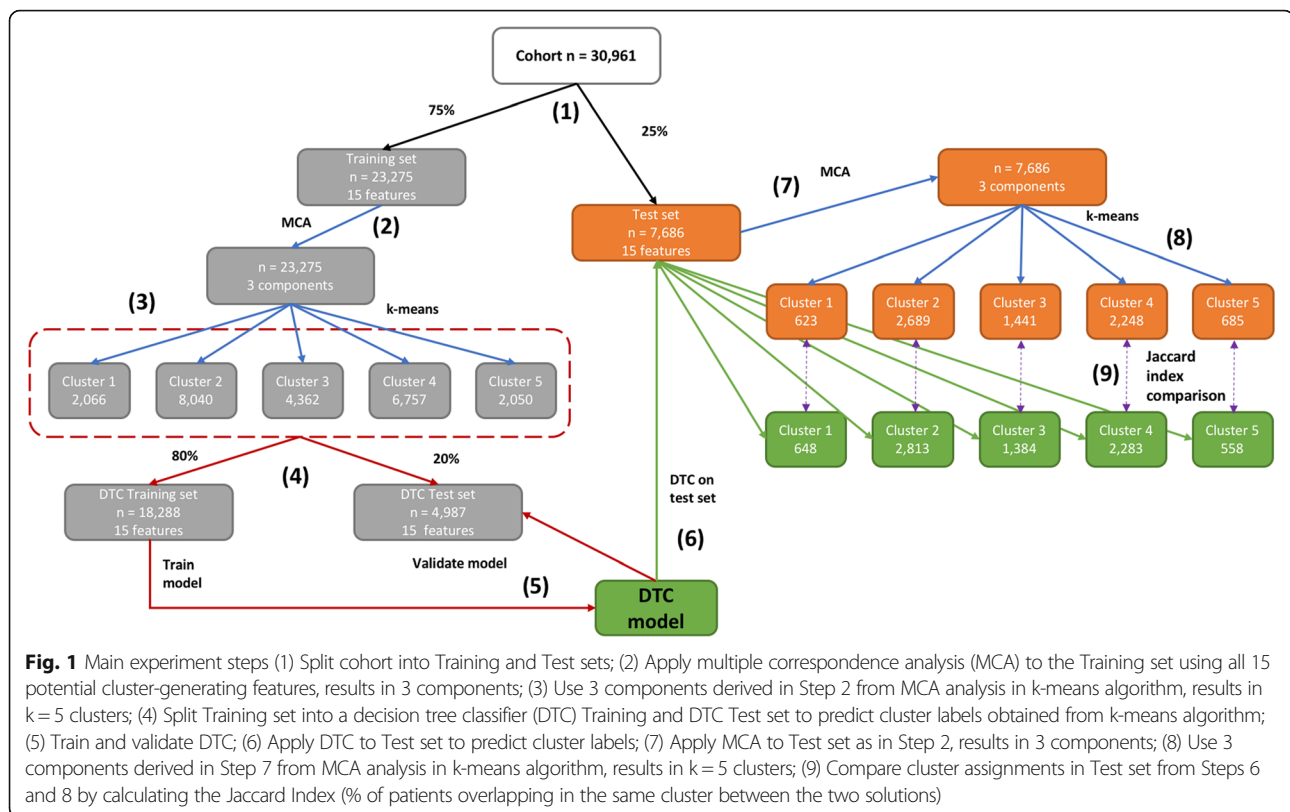 Cohort n = 30,961
75%
(1)
25%
Training set
n = 23,275
15 features
MCA
(2)
n = 23,275
3 components
(3)
k-means
Cluster 1
2,066
Cluster 2
8,040
Cluster 3
4,362
Cluster 4
6,757
Cluster 5
2,050
80%
(4)
20%
DTC Training set
n = 18,288
15 features
DTC Test set
n = 4,987
15 features
Train
model
Validate model
(5)
DTC
model
(6)
DTC on
test set
Test set
n = 7,686
15 features
(7)
MCA
n = 7,686
3 components
k-means
(8)
Cluster 1
623
Cluster 2
2,689
Cluster 3
1,441
Cluster 4
2,248
Cluster 5
685
(9)
Jaccard
index
comparison
Cluster 1
648
Cluster 2
2,813
Cluster 3
1,384
Cluster 4
2,283
Cluster 5
558
Fig. 1 Main experiment steps (1) Split cohort into Training and Test sets; (2) Apply multiple correspondence analysis (MCA) to the Training set using all 15
potential cluster-generating features, results in 3 components; (3) Use 3 components derived in Step 2 from MCA analysis in k-means algorithm, results in
k = 5 clusters; (4) Split Training set into a decision tree classifier (DTC) Training and DTC Test set to predict cluster labels obtained from k-means algorithm;
(5) Train and validate DTC; (6) Apply DTC to Test set to predict cluster labels; (7) Apply MCA to Test set as in Step 2, results in 3 components; (8) Use 3
components derived in Step 7 from MCA analysis in k-means algorithm, results in k = 5 clusters; (9) Compare cluster assignments in Test set from Steps 6
and 8 by calculating the Jaccard Index (% of patients overlapping in the same cluster between the two solutions)